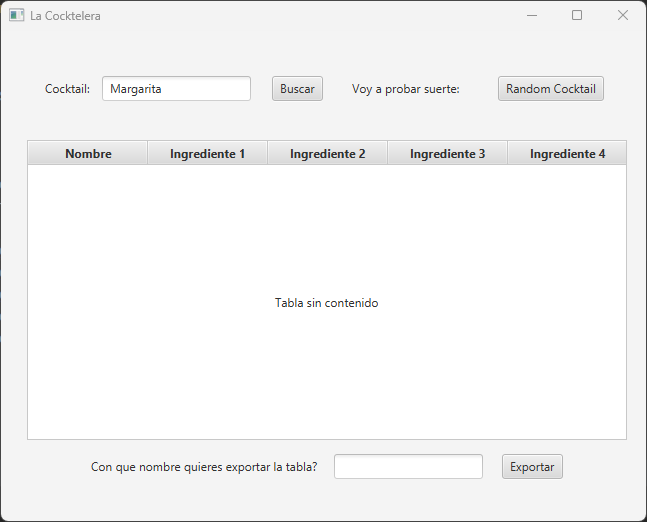 La Cocktelera
Cocktail: Margarita Buscar Voy a probar suerte: Random Cocktail
Nombre Ingrediente 1 Ingrediente 2 Ingrediente 3 Ingrediente 4
Tabla sin contenido
Con que nombre quieres exportar la tabla? Exportar